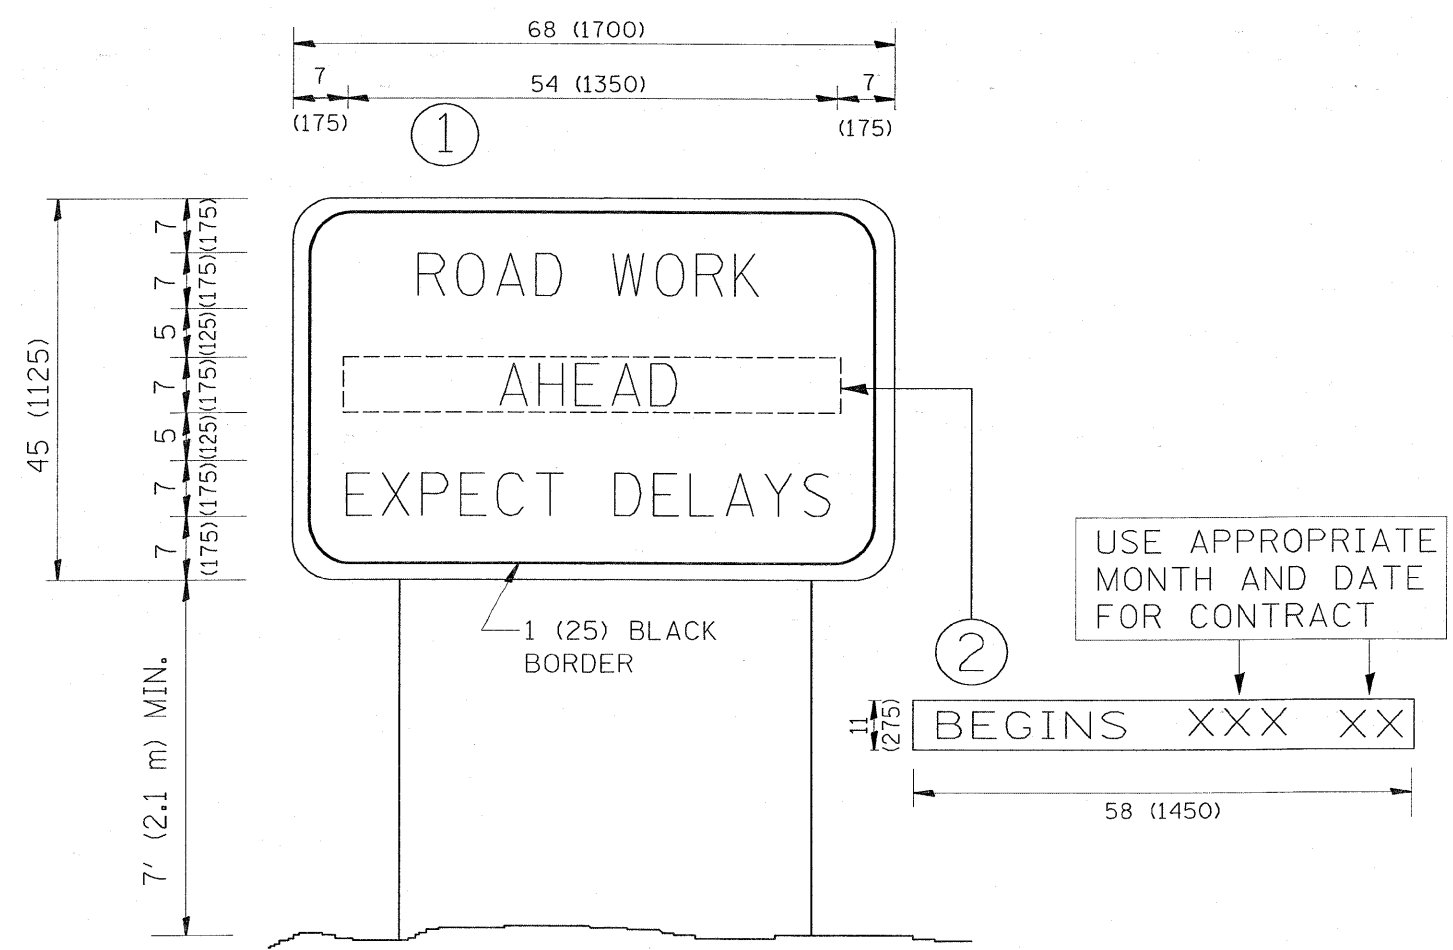 68 (1700)
7
54 (1350)
7
(175)
(175)
1
7
(175)
7
(175)
5
(125)
7
(175)
5
(125)
7
(175)
7
(175)
45 (1125)
ROAD WORK
AHEAD
EXPECT DELAYS
1 (25) BLACK
BORDER
7' (2.1 m) MIN.
2
USE APPROPRIATE
MONTH AND DATE
FOR CONTRACT
11
(275)
BEGINS XXX XX
58 (1450)